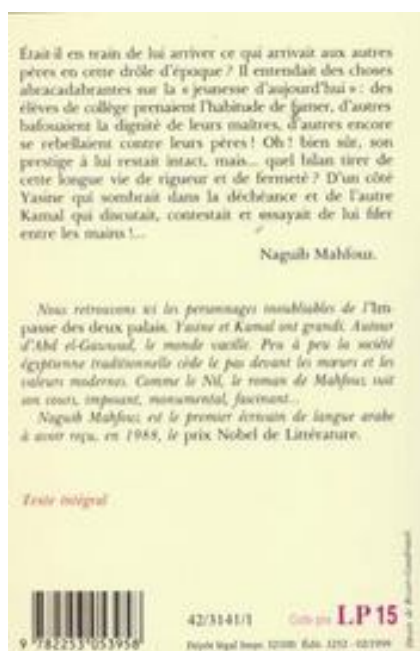 Était-il en train de lui arriver ce qui arrivait aux autres
pères en cette drôle d'époque ? Il entendait des choses
abracadabrantes sur la « jeunesse d'aujourd'hui » : des
élèves de collège prenaient l'habitude de fumer, d'autres
bafouaient la dignité de leurs maîtres, d'autres encore
se rebellaient contre leurs pères ! Oh ! bien sûr, son
prestige à lui restait intact, mais... quel bilan tirer de
cette longue vie de rigueur et de fermeté ? D'un côté
Yasine qui sombrait dans la déchéance et de l'autre
Kamal qui discutait, contestait et essayait de lui filer
entre les mains !...
Naguib Mahfouz.
Nous retrouvons ici les personnages inoubliables de l'Im-
passe des deux palais. Yasine et Kamal ont grandi. Autour
d'Abd el-Gawwad, le monde vacille. Peu à peu la société
égyptienne traditionnelle cède le pas devant les mœurs et les
valeurs modernes. Comme le Nil, le roman de Mahfouz suit
son cours, imposant, monumental, fascinant...
Naguib Mahfouz est le premier écrivain de langue arabe
à avoir reçu, en 1988, le prix Nobel de Littérature.
Texte intégral
42/3141/1
Code prix LP 15
9 782253 053958
Dépôt légal Impr. Édit. 02/1999